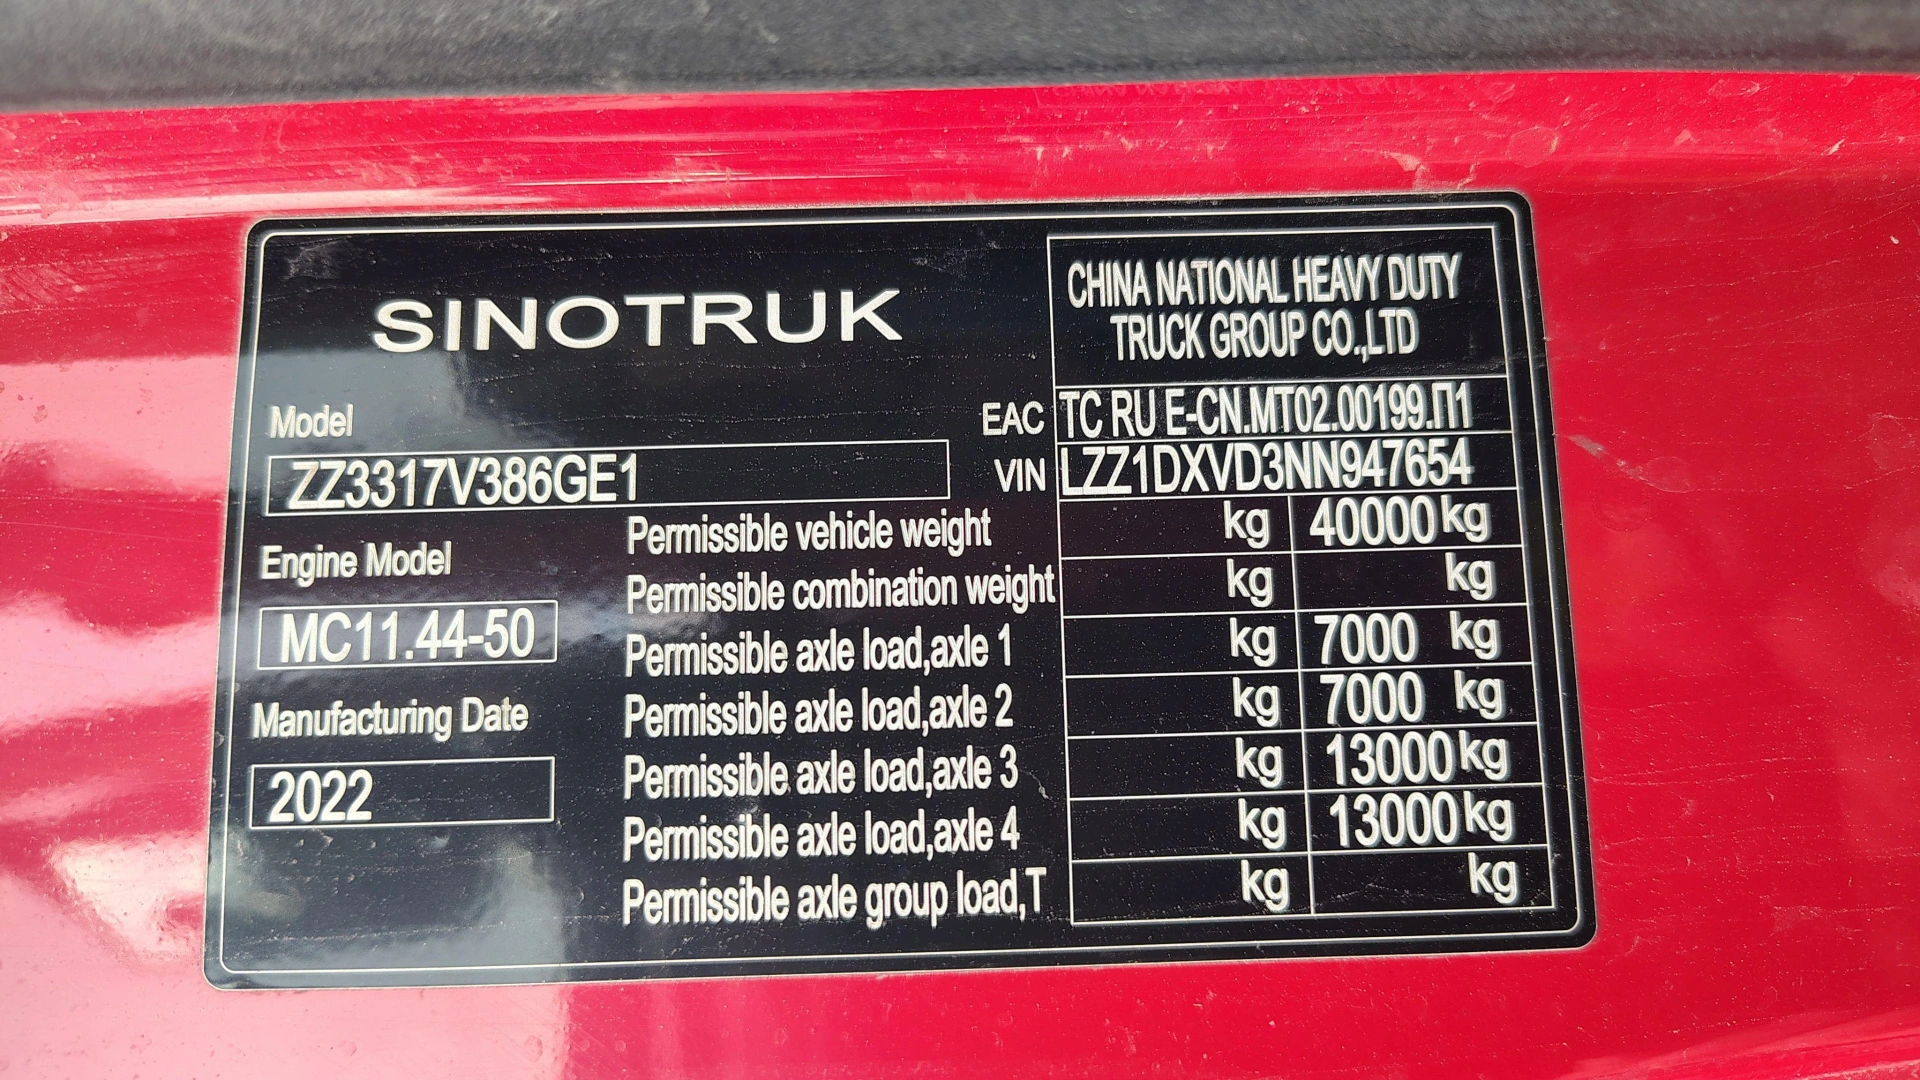 SINOTRUK
CHINA NATIONAL HEAVY DUTY
TRUCK GROUP CO.,LTD
Model
ZZ3317V386GE1
EAC TC RU E-CN.MT02.00199.П1
VIN LZZ1DXVD3NN947654
Engine Model
MC11.44-50
Manufacturing Date
2022
Permissible vehicle weight kg 40000 kg
Permissible combination weight kg kg
Permissible axle load,axle 1 kg 7000 kg
Permissible axle load,axle 2 kg 7000 kg
Permissible axle load,axle 3 kg 13000 kg
Permissible axle load,axle 4 kg 13000 kg
Permissible axle group load,T kg kg